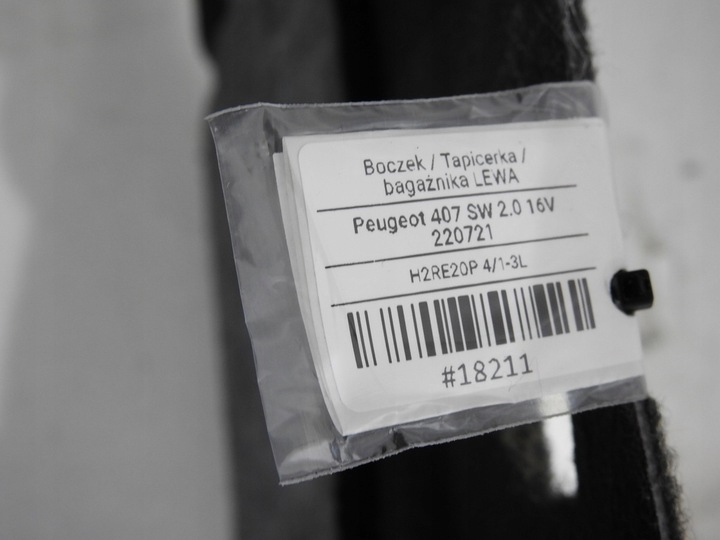 Boczek / Tapicerka /
bagażnika LEWA
Peugeot 407 SW 2.0 16V
220721
H2RE20P 4/1-3L
#18211